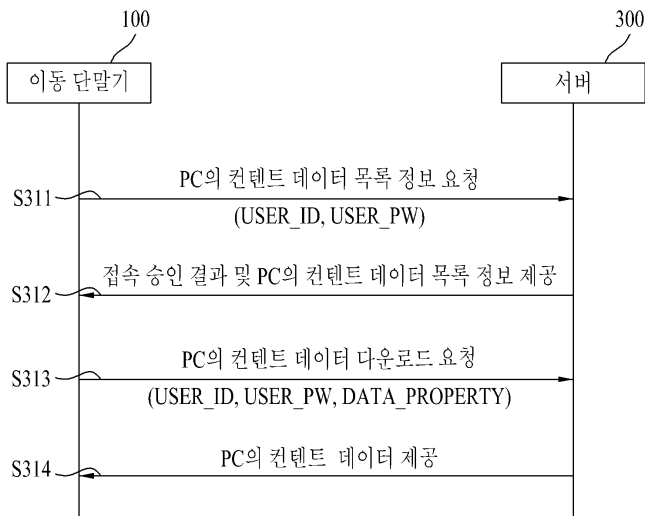 100
300
이동 단말기
서버
PC의 컨텐트 데이터 목록 정보 요청
S311
(USER_ID, USER_PW)
접속 승인 결과 및 PC의 컨텐트 데이터 목록 정보 제공
S312
PC의 컨텐트 데이터 다운로드 요청
S313
(USER_ID, USER_PW, DATA_PROPERTY)
PC의 컨텐트 데이터 제공
S314